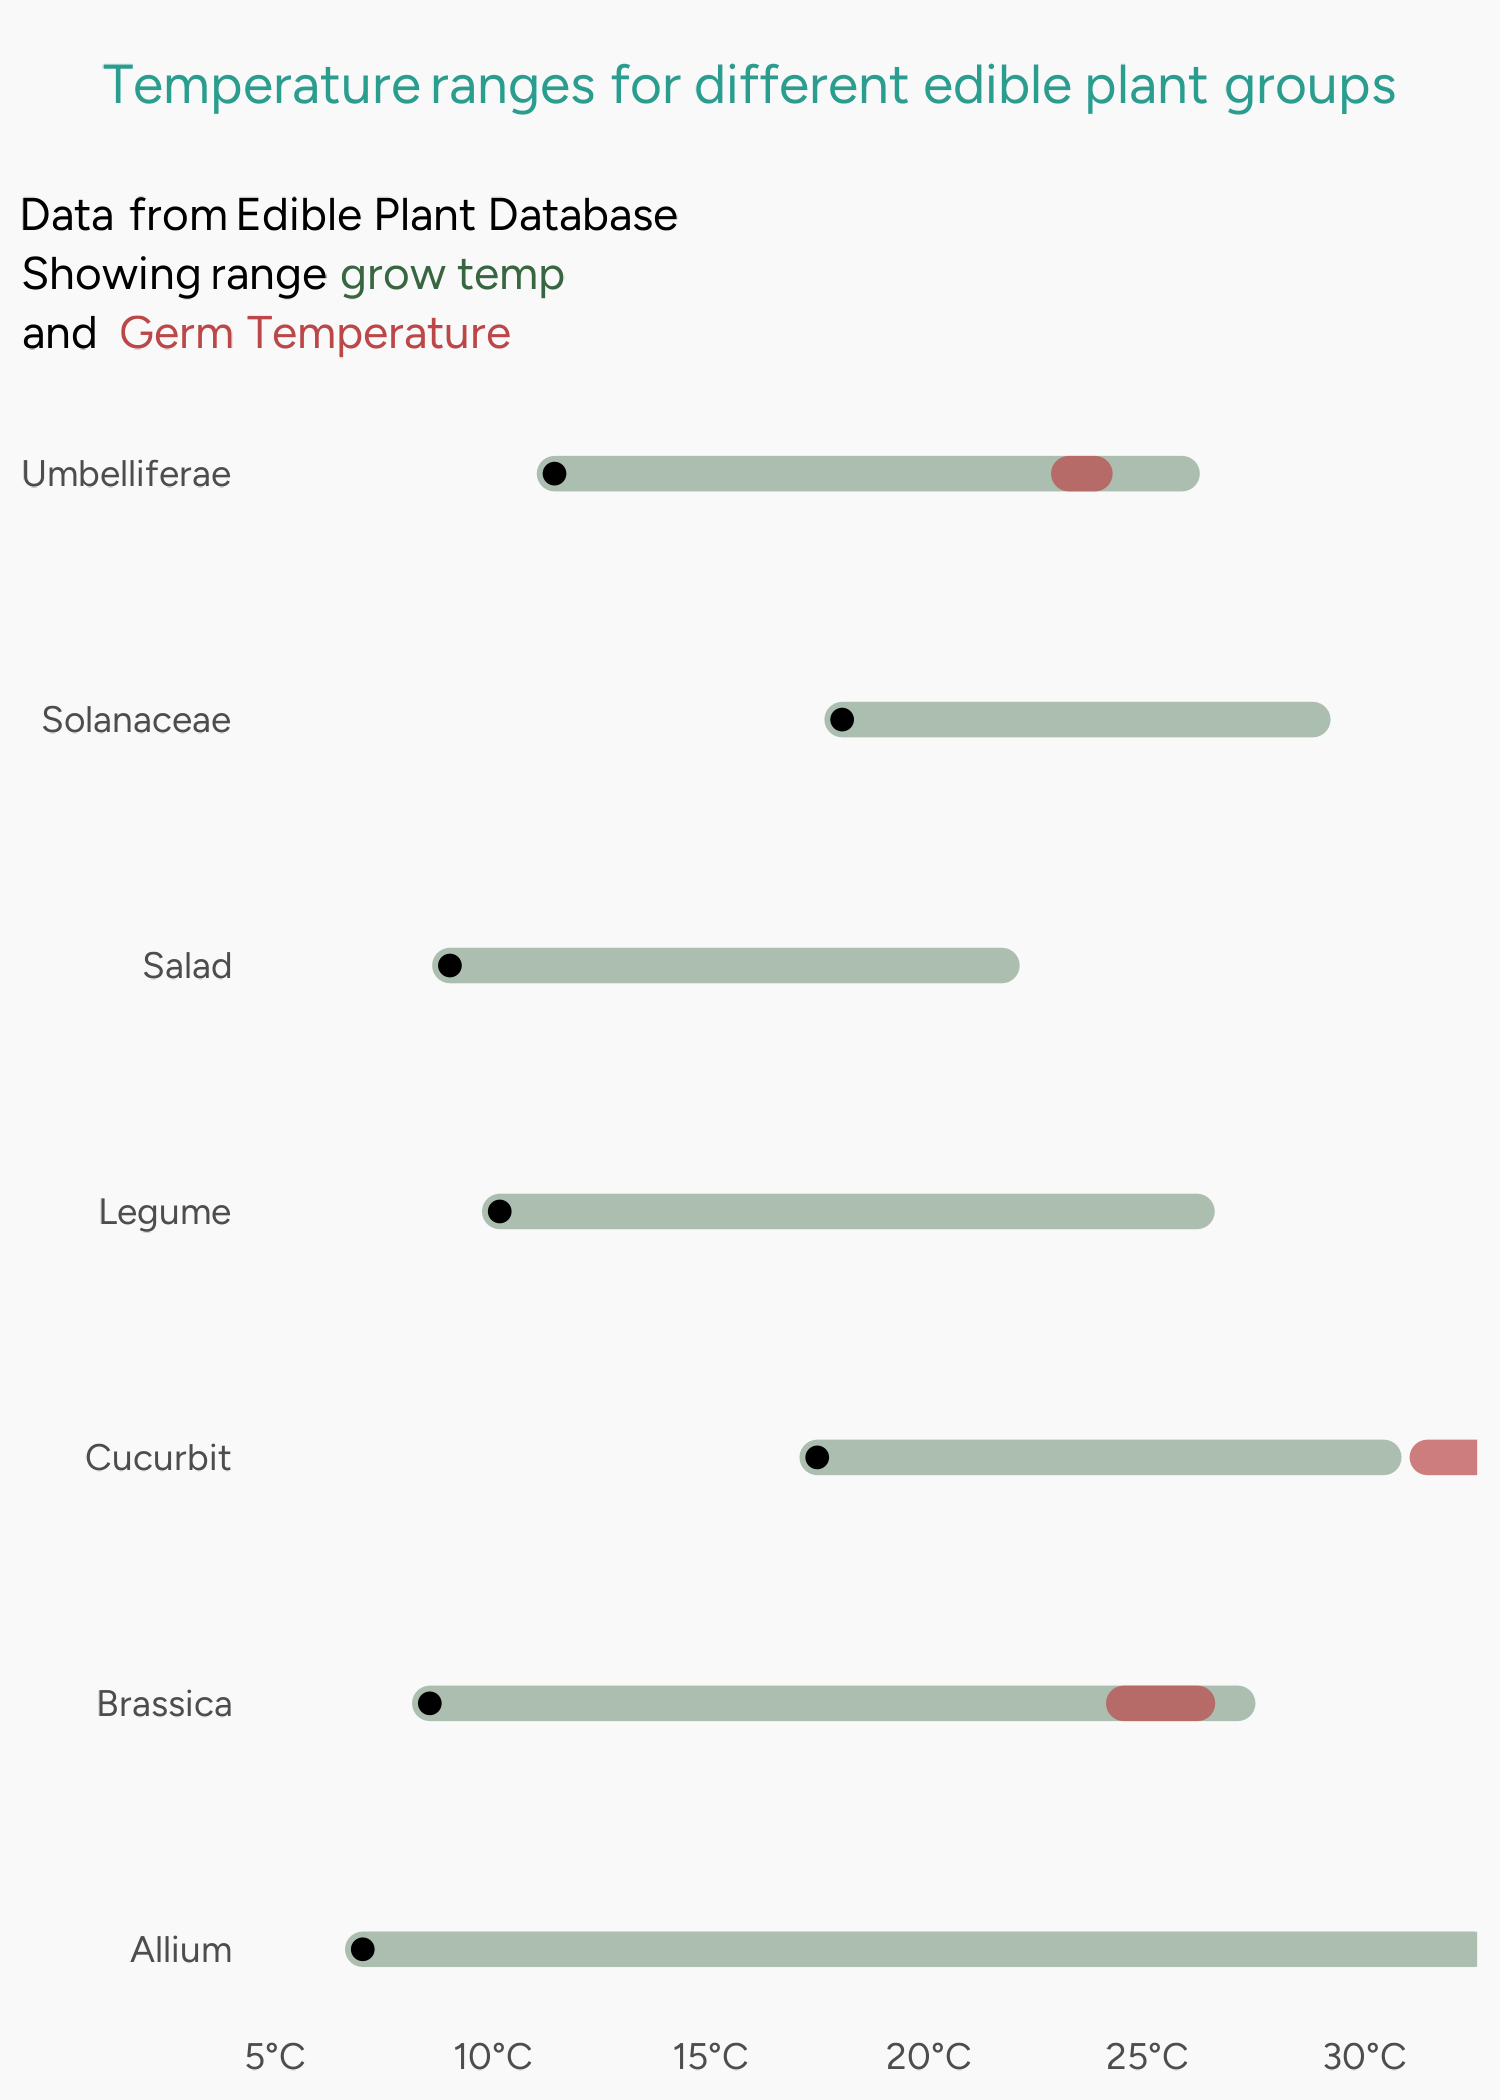 Temperature ranges for different edible plant groups
Data from Edible Plant Database
Showing range grow temp
and Germ Temperature
Umbelliferae
Solanaceae
Salad
Legume
Cucurbit
Brassica
Allium
5°C 10°C 15°C 20°C 25°C 30°C